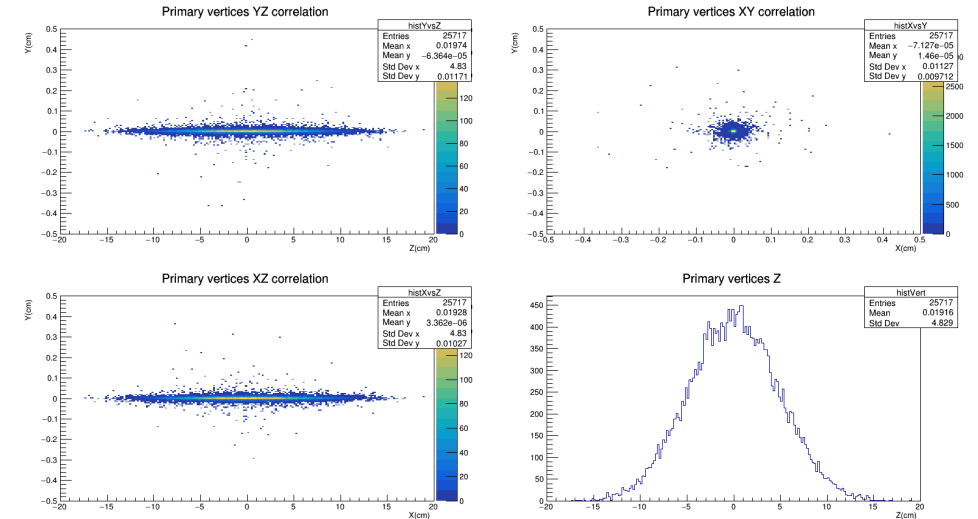 Primary vertices YZ correlation
Y(cm)
0.5
0.4
0.3
0.2
0.1
0
−0.1
−0.2
−0.3
−0.4
−0.5
−20 −15 −10 −5 0 5 10 15 20
Z(cm)
histYvsZ
Entries 25717
Mean x 0.01974
Mean y −6.364e−05
Std Dev x 4.83
Std Dev y 0.01171
120
100
80
60
40
20
0
Primary vertices XY correlation
Y(cm)
0.5
0.4
0.3
0.2
0.1
0
−0.1
−0.2
−0.3
−0.4
−0.5
−0.5 −0.4 −0.3 −0.2 −0.1 0 0.1 0.2 0.3 0.4 0.5
X(cm)
histXvsY
Entries 25717
Mean x −7.127e−05
Mean y 1.46e−05
Std Dev x 0.01127
Std Dev y 0.009712
2500
2000
1500
1000
500
0
Primary vertices XZ correlation
Y(cm)
0.5
0.4
0.3
0.2
0.1
0
−0.1
−0.2
−0.3
−0.4
−0.5
−20 −15 −10 −5 0 5 10 15 20
X(cm)
histXvsZ
Entries 25717
Mean x 0.01928
Mean y 3.362e−06
Std Dev x 4.83
Std Dev y 0.01027
120
100
80
60
40
20
0
Primary vertices Z
450
400
350
300
250
200
150
100
50
0
−20 −15 −10 −5 0 5 10 15 20
Z(cm)
histVert
Entries 25717
Mean 0.01916
Std Dev 4.829